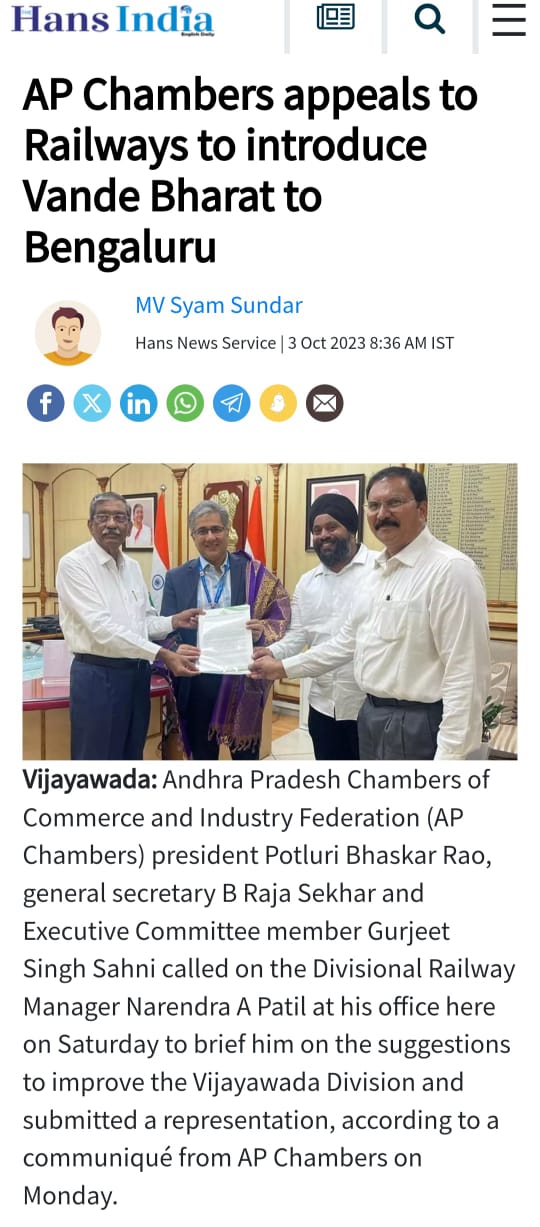 THE
Hans India
English Daily
AP Chambers appeals to
Railways to introduce
Vande Bharat to
Bengaluru
MV Syam Sundar
Hans News Service | 3 Oct 2023 8:36 AM IST
Vijayawada: Andhra Pradesh Chambers of
Commerce and Industry Federation (AP
Chambers) president Potluri Bhaskar Rao,
general secretary B Raja Sekhar and
Executive Committee member Gurjeet
Singh Sahni called on the Divisional Railway
Manager Narendra A Patil at his office here
on Saturday to brief him on the suggestions
to improve the Vijayawada Division and
submitted a representation, according to a
communiqué from AP Chambers on
Monday.